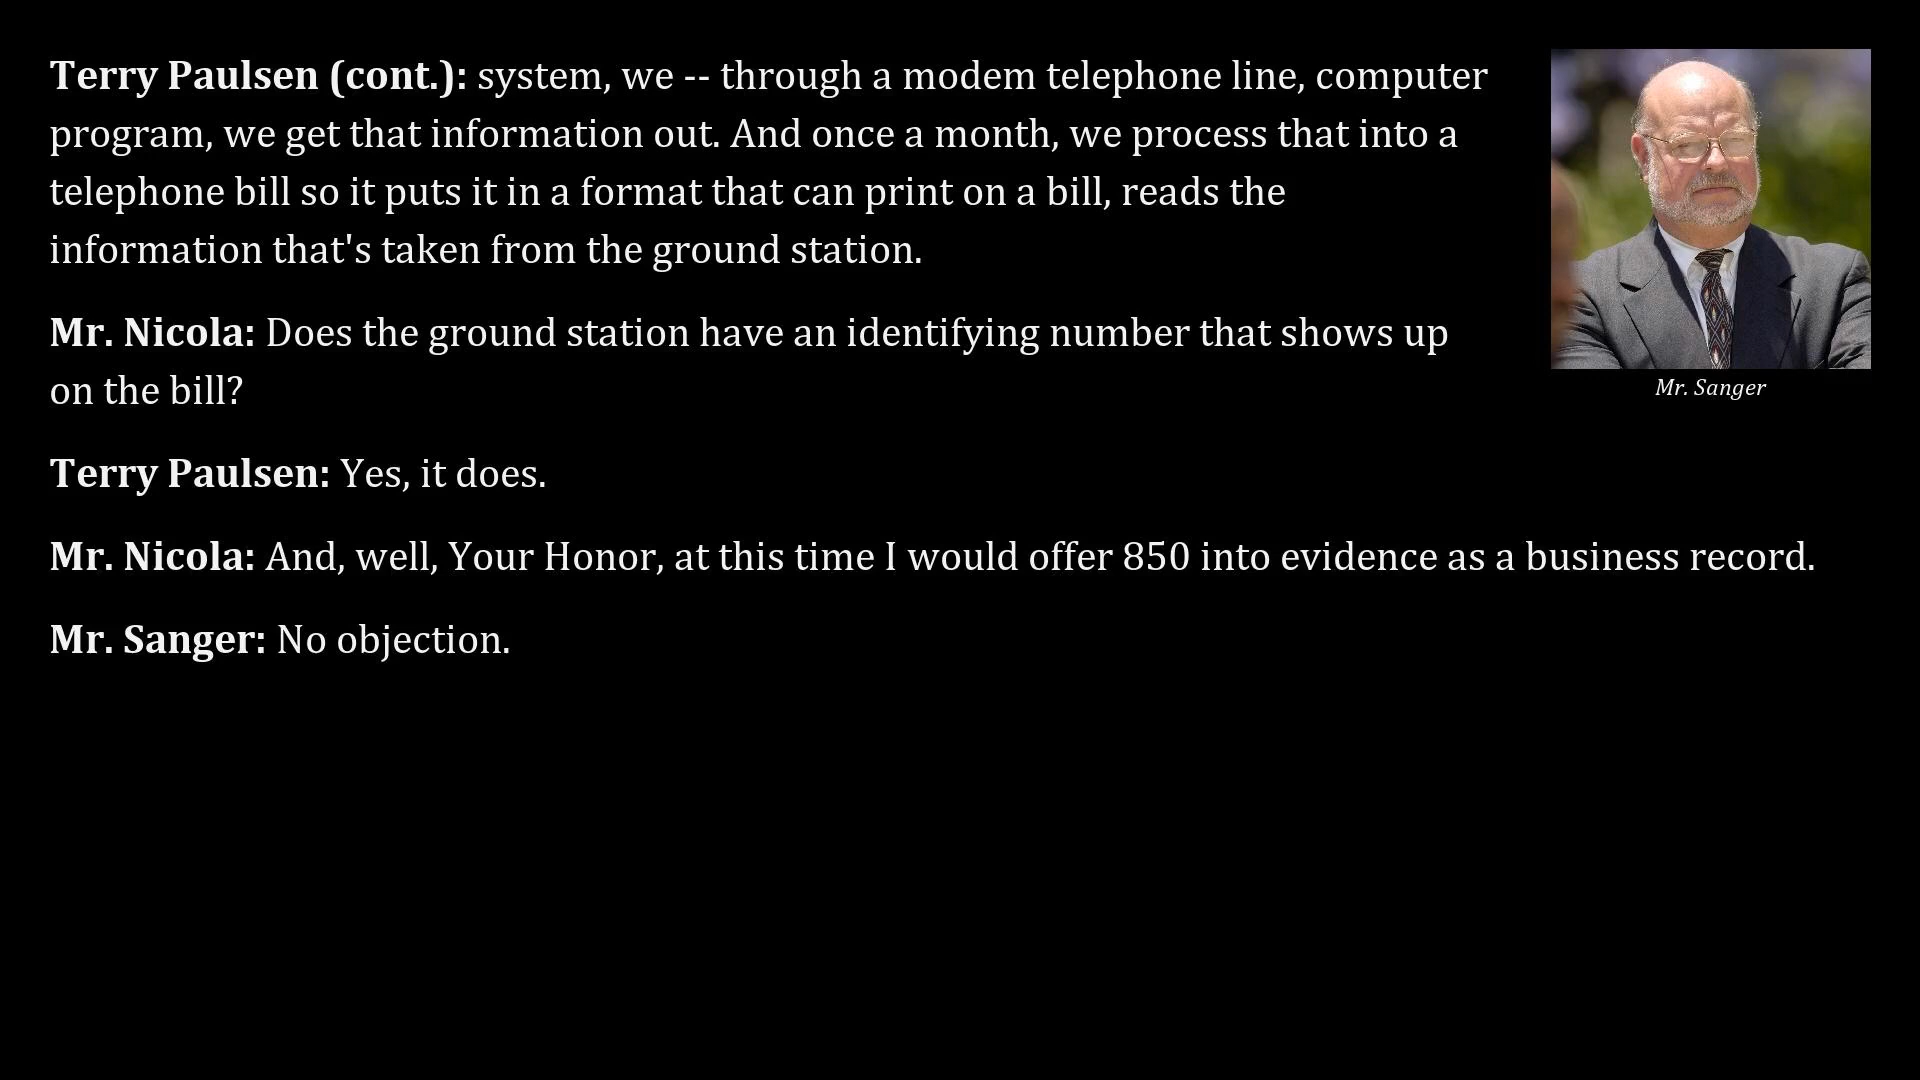 Terry Paulsen (cont.): system, we -- through a modem telephone line, computer
program, we get that information out. And once a month, we process that into a
telephone bill so it puts it in a format that can print on a bill, reads the
information that's taken from the ground station.
Mr. Nicola: Does the ground station have an identifying number that shows up
on the bill?
Terry Paulsen: Yes, it does.
Mr. Nicola: And, well, Your Honor, at this time I would offer 850 into evidence as a business record.
Mr. Sanger: No objection.
Mr. Sanger